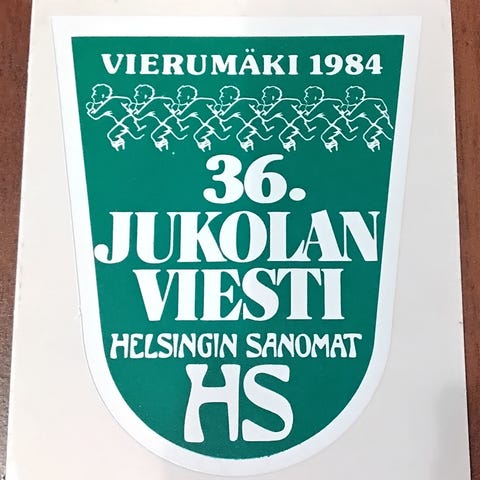 VIERUMÄKI 1984
36.
JUKOLAN
VIESTI
HELSINGIN SANOMAT
HS